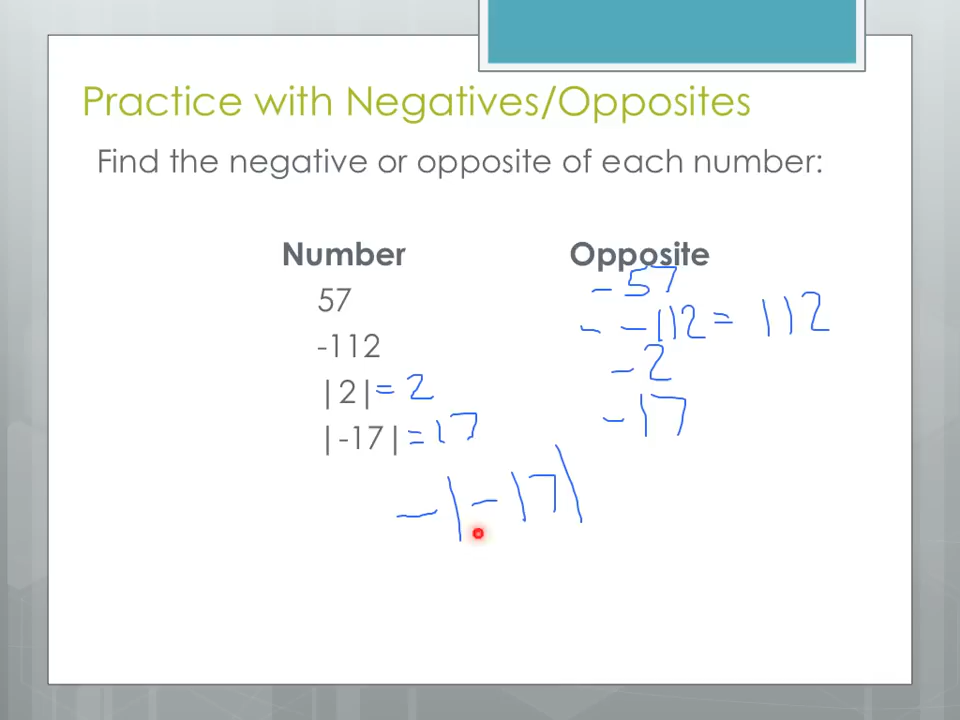 Practice with Negatives/Opposites
Find the negative or opposite of each number:
Number Opposite
57 -57
-112 - -112 = 112
|2| = 2 -2
|-17| = 17 -17
-|-17|